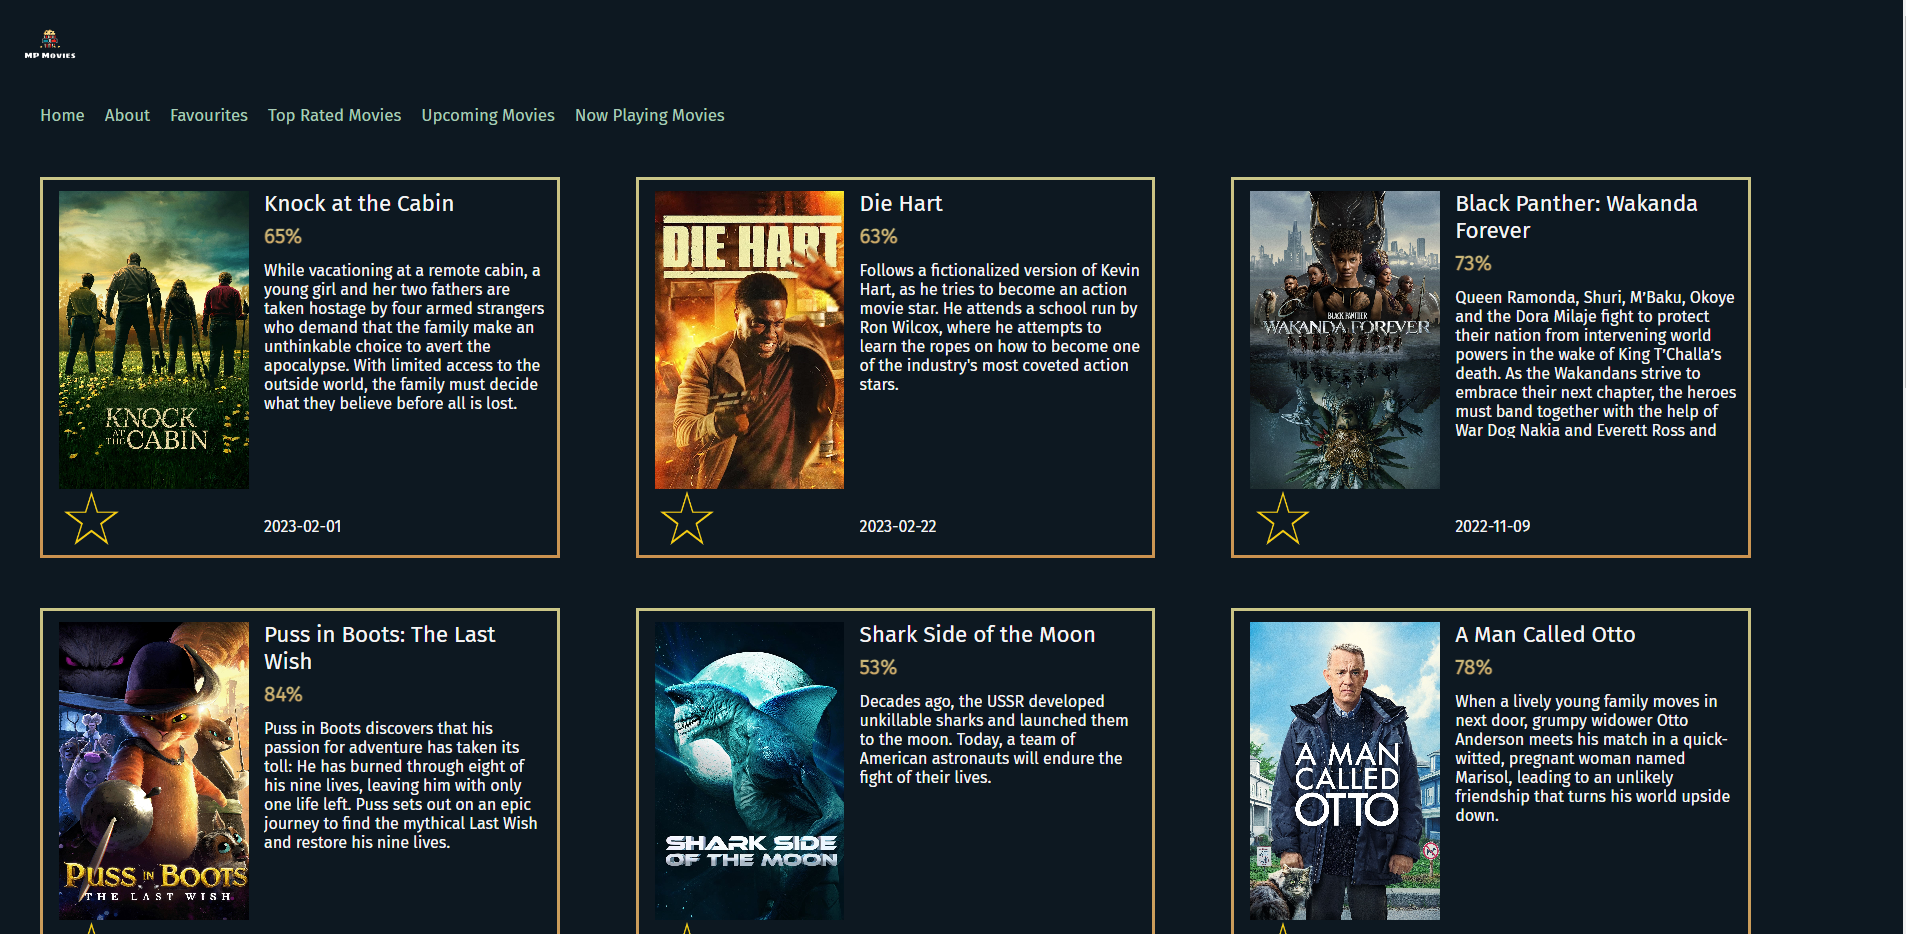 MP MOVIES
Home About Favourites Top Rated Movies Upcoming Movies Now Playing Movies
KNOCK
AT
THE CABIN
Knock at the Cabin
65%
While vacationing at a remote cabin, a
young girl and her two fathers are
taken hostage by four armed strangers
who demand that the family make an
unthinkable choice to avert the
apocalypse. With limited access to the
outside world, the family must decide
what they believe before all is lost.
2023-02-01
DIE HART
Die Hart
63%
Follows a fictionalized version of Kevin
Hart, as he tries to become an action
movie star. He attends a school run by
Ron Wilcox, where he attempts to
learn the ropes on how to become one
of the industry's most coveted action
stars.
2023-02-22
BLACK PANTHER
WAKANDA FOREVER
Black Panther: Wakanda
Forever
73%
Queen Ramonda, Shuri, M’Baku, Okoye
and the Dora Milaje fight to protect
their nation from intervening world
powers in the wake of King T’Challa’s
death. As the Wakandans strive to
embrace their next chapter, the heroes
must band together with the help of
War Dog Nakia and Everett Ross and
2022-11-09
PUSS IN BOOTS
THE LAST WISH
Puss in Boots: The Last
Wish
84%
Puss in Boots discovers that his
passion for adventure has taken its
toll: He has burned through eight of
his nine lives, leaving him with only
one life left. Puss sets out on an epic
journey to find the mythical Last Wish
and restore his nine lives.
SHARK SIDE
OF THE MOON
Shark Side of the Moon
53%
Decades ago, the USSR developed
unkillable sharks and launched them
to the moon. Today, a team of
American astronauts will endure the
fight of their lives.
A MAN
CALLED
OTTO
A Man Called Otto
78%
When a lively young family moves in
next door, grumpy widower Otto
Anderson meets his match in a quick-
witted, pregnant woman named
Marisol, leading to an unlikely
friendship that turns his world upside
down.